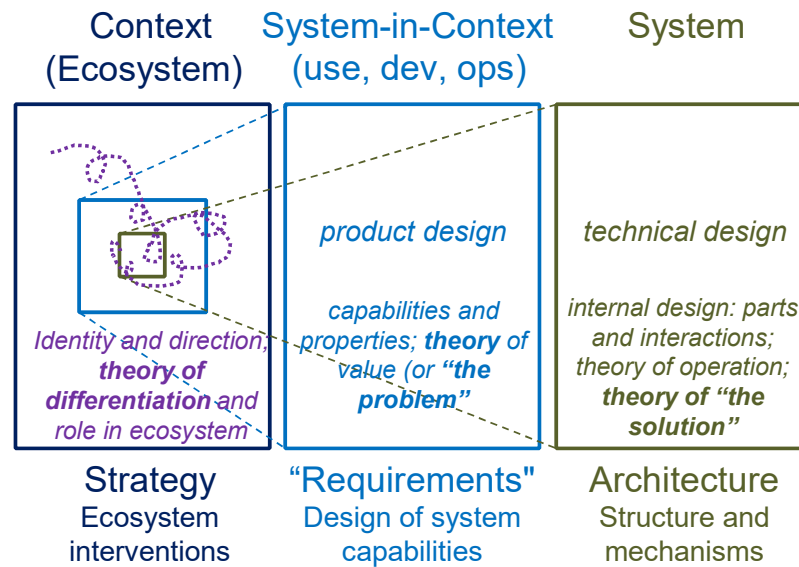 Context
(Ecosystem)
System-in-Context
(use, dev, ops)
System
Identity and direction;
theory of
differentiation and
role in ecosystem
product design
capabilities and
properties; theory of
value (or “the
problem”
technical design
internal design: parts
and interactions;
theory of operation;
theory of “the
solution”
Strategy
Ecosystem
interventions
“Requirements"
Design of system
capabilities
Architecture
Structure and
mechanisms